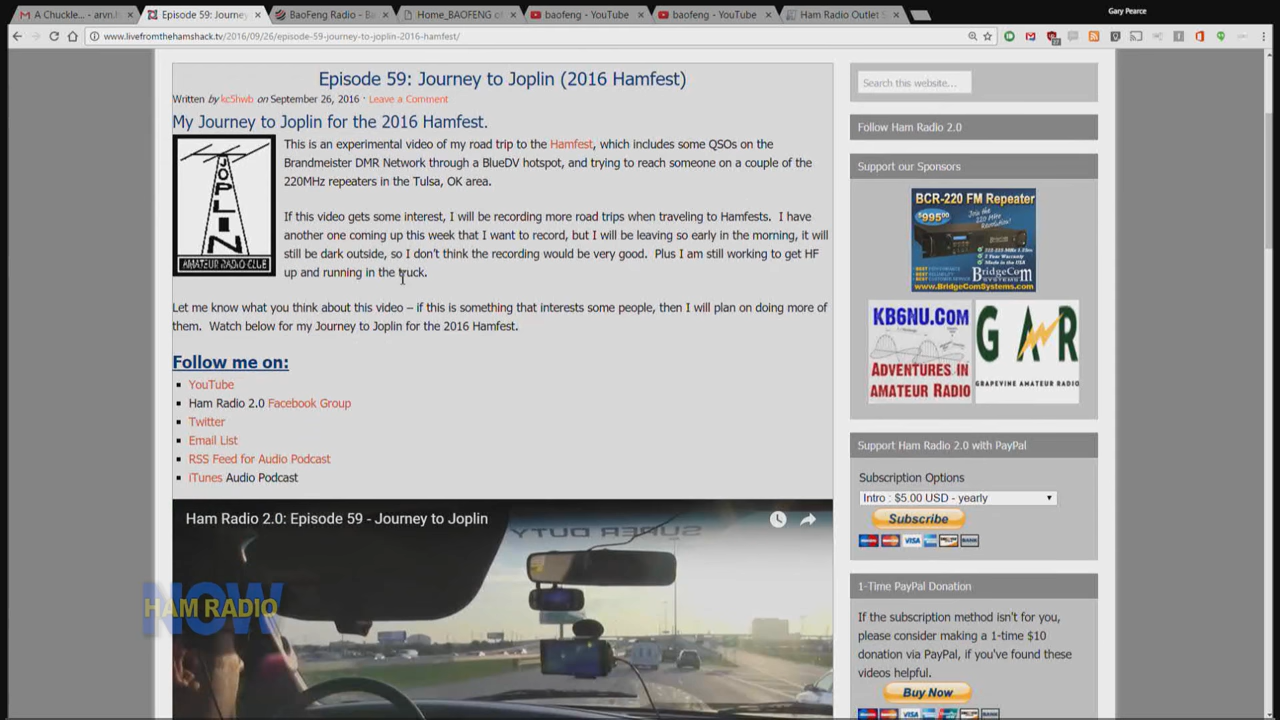 A Chuckle... - arvn.
Episode 59: Journey
BaoFeng Radio - Ba
Home_BAOFENG of
baofeng - YouTube
baofeng - YouTube
Ham Radio Outlet S
Gary Pearce
www.livefromthehamshack.tv/2016/09/26/episode-59-journey-to-joplin-2016-hamfest/
Episode 59: Journey to Joplin (2016 Hamfest)
Written by kc5hwb on September 26, 2016 · Leave a Comment
My Journey to Joplin for the 2016 Hamfest.
JOPLIN
AMATEUR RADIO CLUB
This is an experimental video of my road trip to the Hamfest, which includes some QSOs on the
Brandmeister DMR Network through a BlueDV hotspot, and trying to reach someone on a couple of the
220MHz repeaters in the Tulsa, OK area.
If this video gets some interest, I will be recording more road trips when traveling to Hamfests. I have
another one coming up this week that I want to record, but I will be leaving so early in the morning, it will
still be dark outside, so I don't think the recording would be very good. Plus I am still working to get HF
up and running in the truck.
Let me know what you think about this video – if this is something that interests some people, then I will plan on doing more of
them. Watch below for my Journey to Joplin for the 2016 Hamfest.
Follow me on:
YouTube
Ham Radio 2.0 Facebook Group
Twitter
Email List
RSS Feed for Audio Podcast
iTunes Audio Podcast
Ham Radio 2.0: Episode 59 - Journey to Joplin
SUPER DUTY
NOW
HAM RADIO
Search this website...
Follow Ham Radio 2.0
Support our Sponsors
BCR-220 FM Repeater
$995.00
BridgeCom
www.BridgeComSystems.com
KB6NU.COM
ADVENTURES IN
AMATEUR RADIO
G A R
GRAPEVINE AMATEUR RADIO
Support Ham Radio 2.0 with PayPal
Subscription Options
Intro : $5.00 USD - yearly
Subscribe
VISA
BANK
1-Time PayPal Donation
If the subscription method isn't for you,
please consider making a 1-time $10
donation via PayPal, if you've found these
videos helpful.
Buy Now